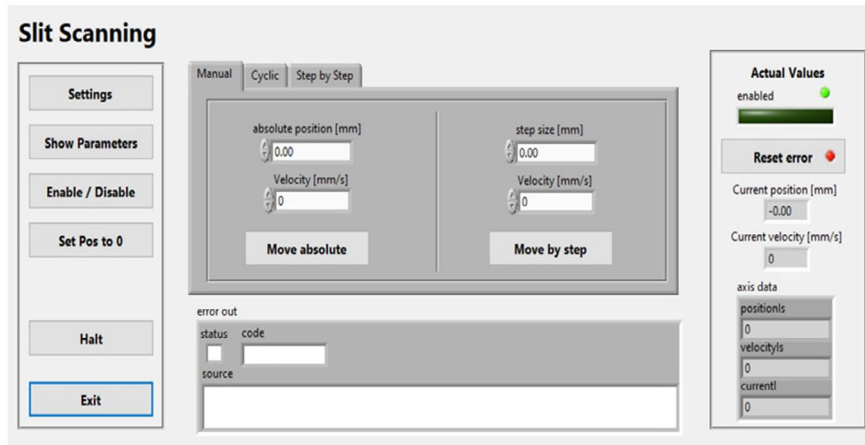 Slit Scanning
Settings
Show Parameters
Enable / Disable
Set Pos to 0
Halt
Exit
Manual Cyclic Step by Step
absolute position [mm]
0.00
Velocity [mm/s]
0
Move absolute
step size [mm]
0.00
Velocity [mm/s]
0
Move by step
error out
status code
source
Actual Values
enabled
Reset error
Current position [mm]
-0.00
Current velocity [mm/s]
0
axis data
positionIs
0
velocityIs
0
currentI
0